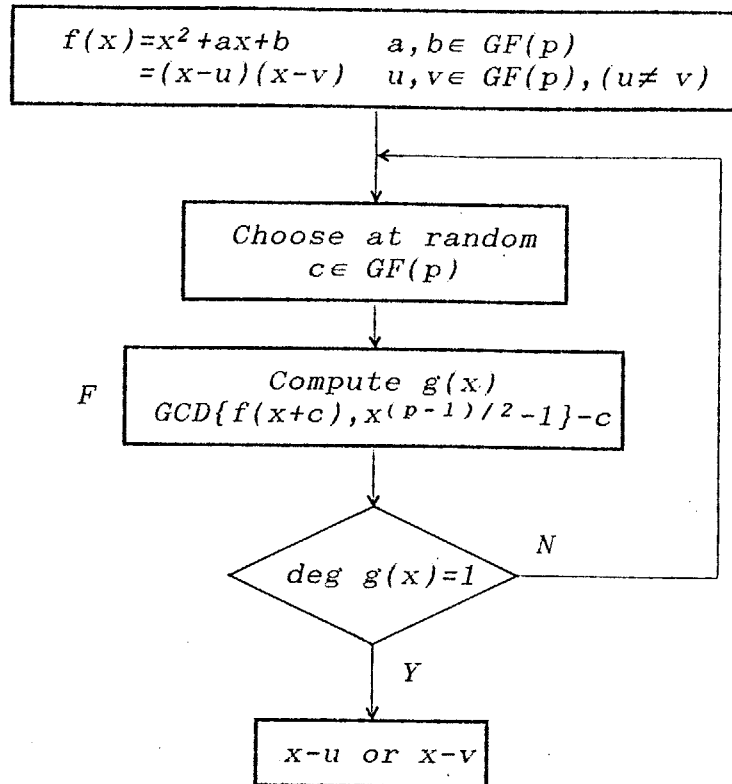 f(x)=x²+ax+b a,b∈ GF(p)
=(x-u)(x-v) u,v∈ GF(p),(u≠ v)
Choose at random
c∈ GF(p)
F
Compute g(x)
GCD{f(x+c),x⁽ᵖ⁻¹⁾/²-1}-c
N
deg g(x)=1
Y
x-u or x-v